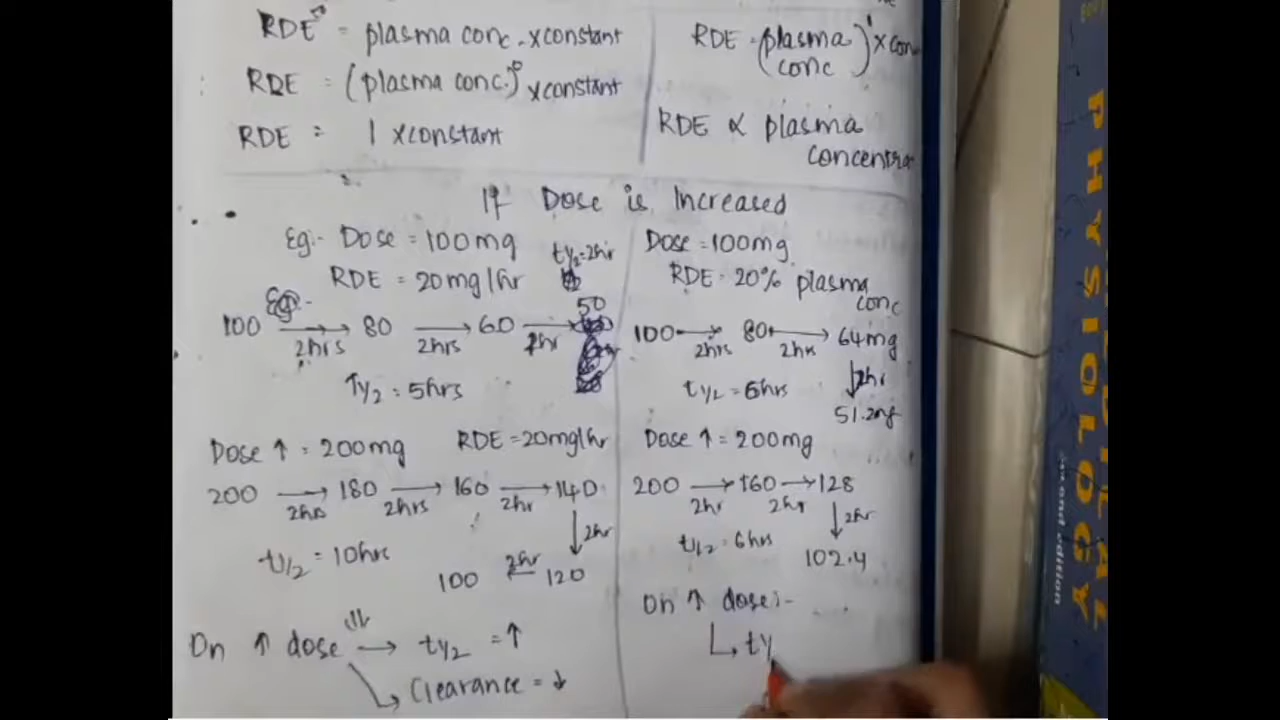 RDE = plasma conc. x constant
RDE = (plasma conc.)⁰ x constant
RDE = 1 x constant
RDE = (plasma conc)¹ x con
RDE ∝ plasma
concentra
If Dose is Increased
Eg:- Dose = 100mg
t½=2hr
RDE = 20mg/hr
50
100 → 80 → 60 →
2hrs 2hrs 2hr
T½ = 5hrs
Dose ↑ = 200mg RDE=20mg/hr
200 → 180 → 160 → 140
2hrs 2hrs 2hr
↓2hr
t1/2 = 10hrs
100 ← 120
2hr
On ↑ dose → t½ = ↑
Clearance = ↓
Dose = 100mg
RDE = 20% plasma
conc
100 → 80 → 64mg
2hrs 2hrs
↓2hr
t½ = 6hrs
51.2mg
Dose ↑ = 200mg
200 → 160 → 128
2hr 2hr
↓2hr
t1/2 = 6hrs
102.4
On ↑ dose:-
↳ ty
PHYSIOLOGY
second edition